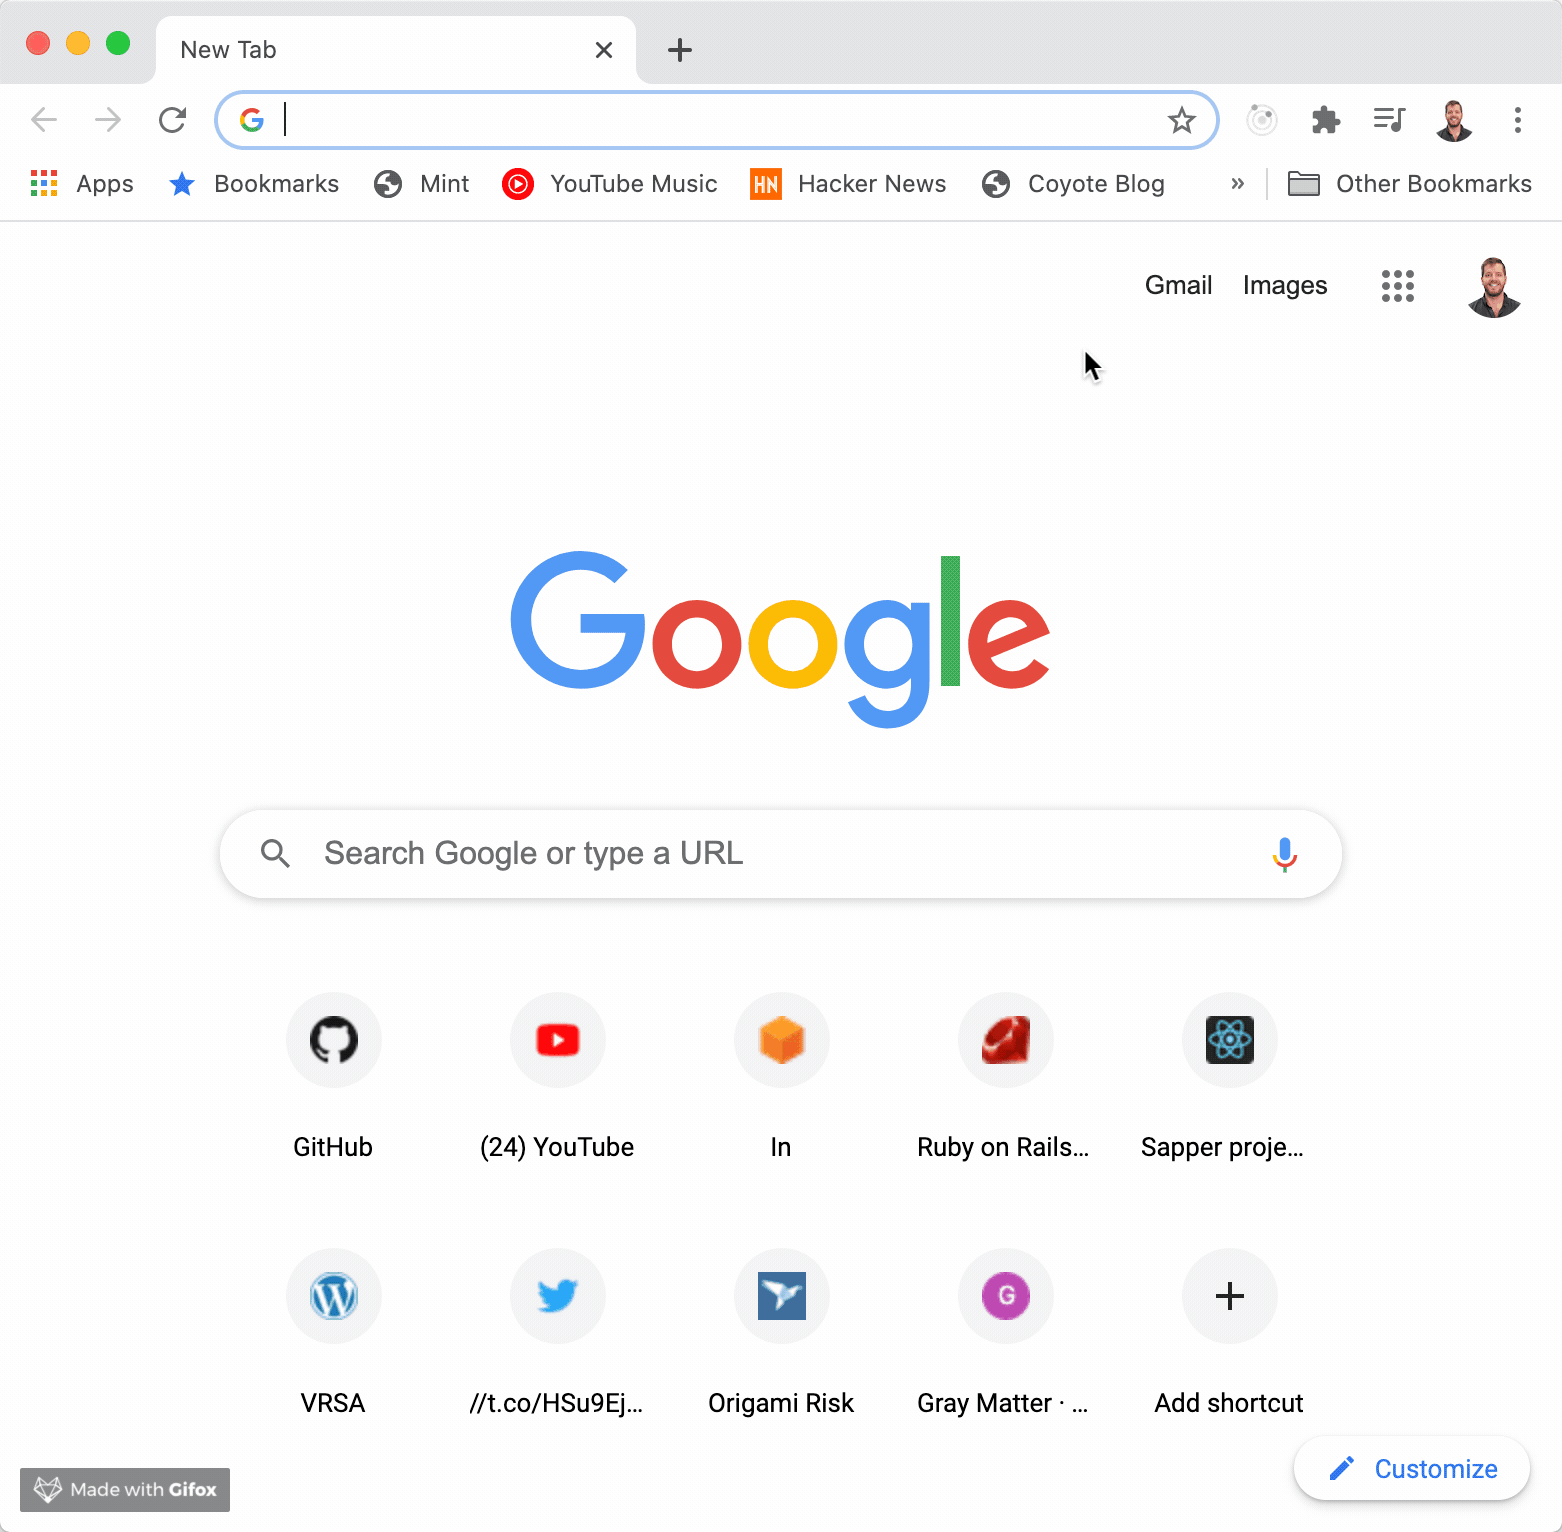 New Tab
Apps Bookmarks Mint YouTube Music HN Hacker News Coyote Blog » Other Bookmarks
Gmail Images
Google
Search Google or type a URL
GitHub (24) YouTube In Ruby on Rails... Sapper proje...
G
VRSA //t.co/HSu9Ej... Origami Risk Gray Matter · ... Add shortcut
Customize
Made with Gifox